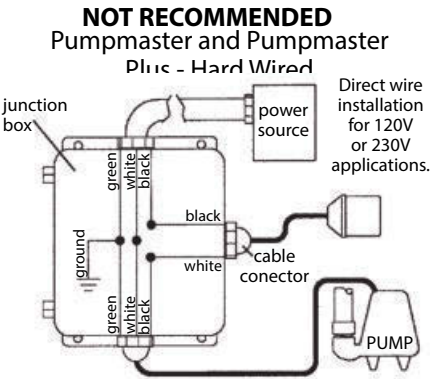 NOT RECOMMENDED
Pumpmaster and Pumpmaster
Plus - Hard Wired
junction
box
power
source
Direct wire
installation
for 120V
or 230V
applications.
green
white
black
black
white
ground
cable
conector
green
white
black
PUMP